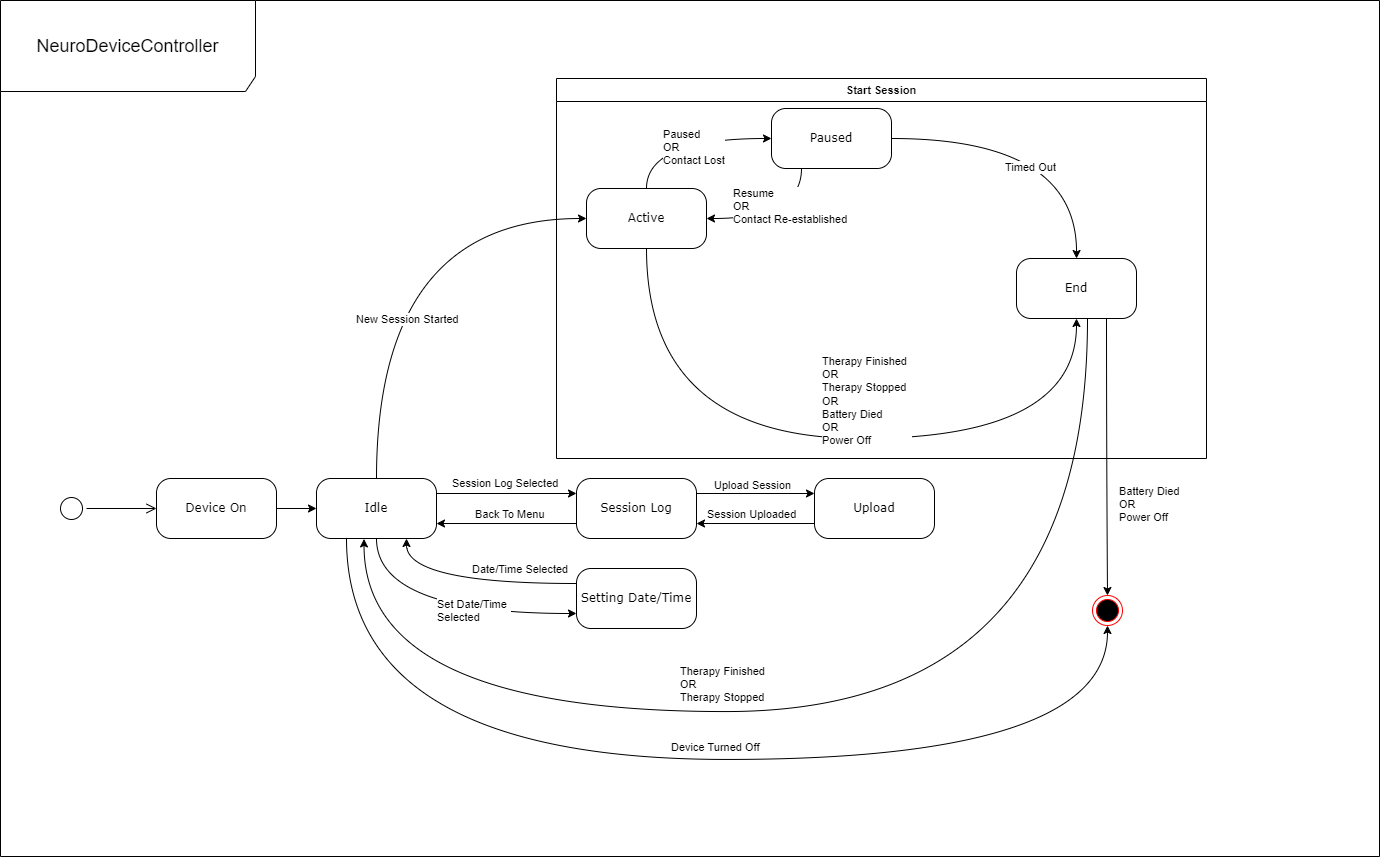 NeuroDeviceController
Start Session
Paused
OR
Contact Lost
Paused
Timed Out
Resume
OR
Contact Re-established
Active
End
New Session Started
Therapy Finished
OR
Therapy Stopped
OR
Battery Died
OR
Power Off
Device On
Idle
Session Log Selected
Back To Menu
Session Log
Upload Session
Session Uploaded
Upload
Battery Died
OR
Power Off
Date/Time Selected
Setting Date/Time
Set Date/Time
Selected
Therapy Finished
OR
Therapy Stopped
Device Turned Off